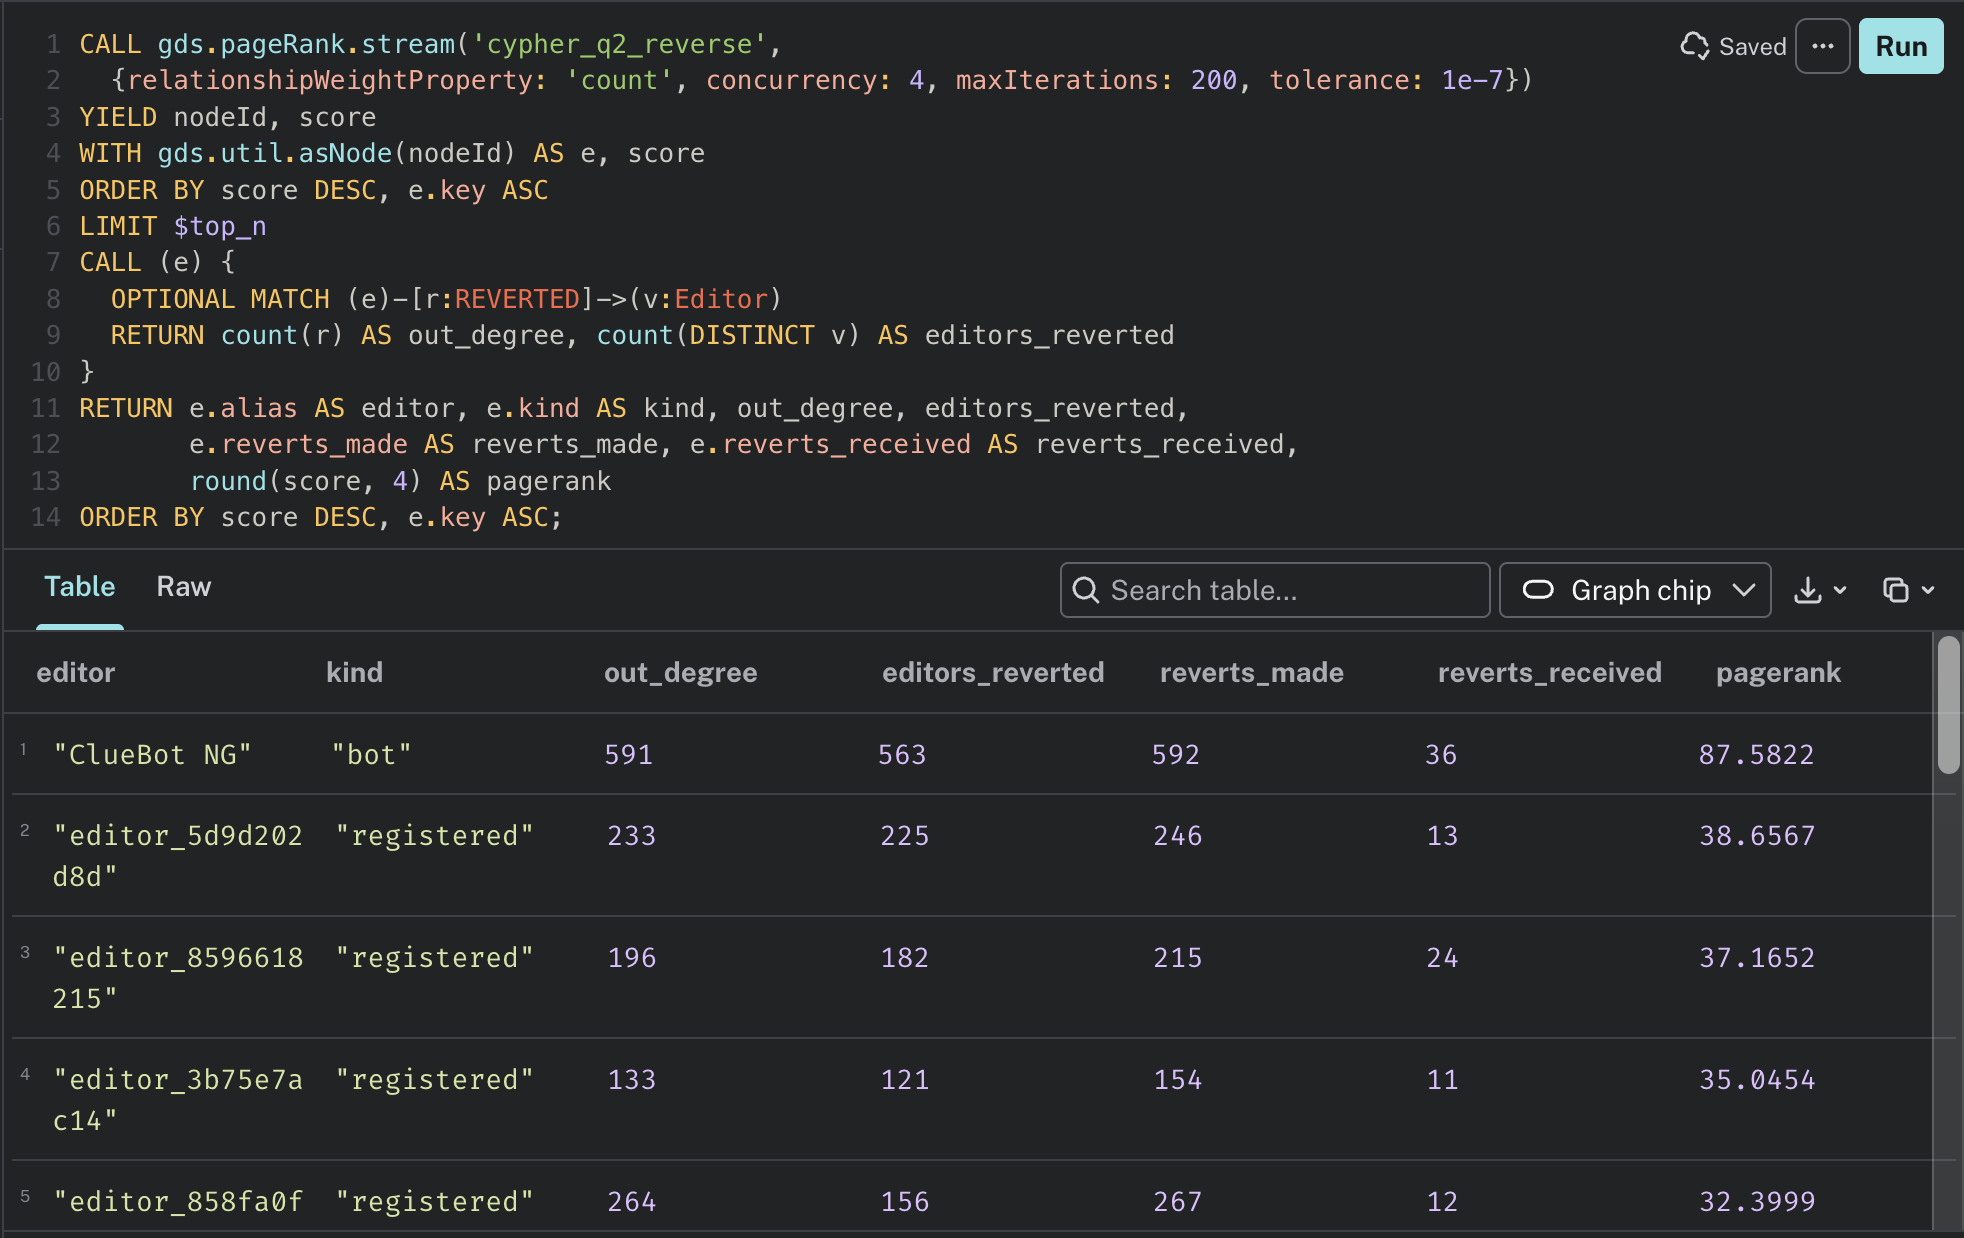 1 CALL gds.pageRank.stream('cypher_q2_reverse',
2   {relationshipWeightProperty: 'count', concurrency: 4, maxIterations: 200, tolerance: 1e-7})
3 YIELD nodeId, score
4 WITH gds.util.asNode(nodeId) AS e, score
5 ORDER BY score DESC, e.key ASC
6 LIMIT $top_n
7 CALL (e) {
8   OPTIONAL MATCH (e)-[r:REVERTED]->(v:Editor)
9   RETURN count(r) AS out_degree, count(DISTINCT v) AS editors_reverted
10 }
11 RETURN e.alias AS editor, e.kind AS kind, out_degree, editors_reverted,
12        e.reverts_made AS reverts_made, e.reverts_received AS reverts_received,
13        round(score, 4) AS pagerank
14 ORDER BY score DESC, e.key ASC;
Saved ··· Run
Table Raw Search table... Graph chip
editor kind out_degree editors_reverted reverts_made reverts_received pagerank
1 "ClueBot NG" "bot" 591 563 592 36 87.5822
2 "editor_5d9d202 "registered" 233 225 246 13 38.6567
d8d"
3 "editor_8596618 "registered" 196 182 215 24 37.1652
215"
4 "editor_3b75e7a "registered" 133 121 154 11 35.0454
c14"
5 "editor_858fa0f "registered" 264 156 267 12 32.3999